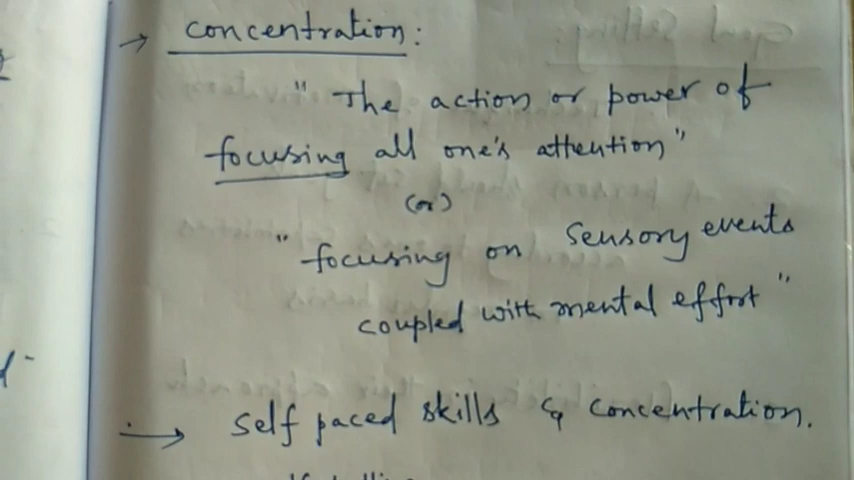 → concentration:
" The action or power of
focusing all one's attention"
(or)
" focusing on sensory events
coupled with mental effort "
→ self paced skills & concentration.